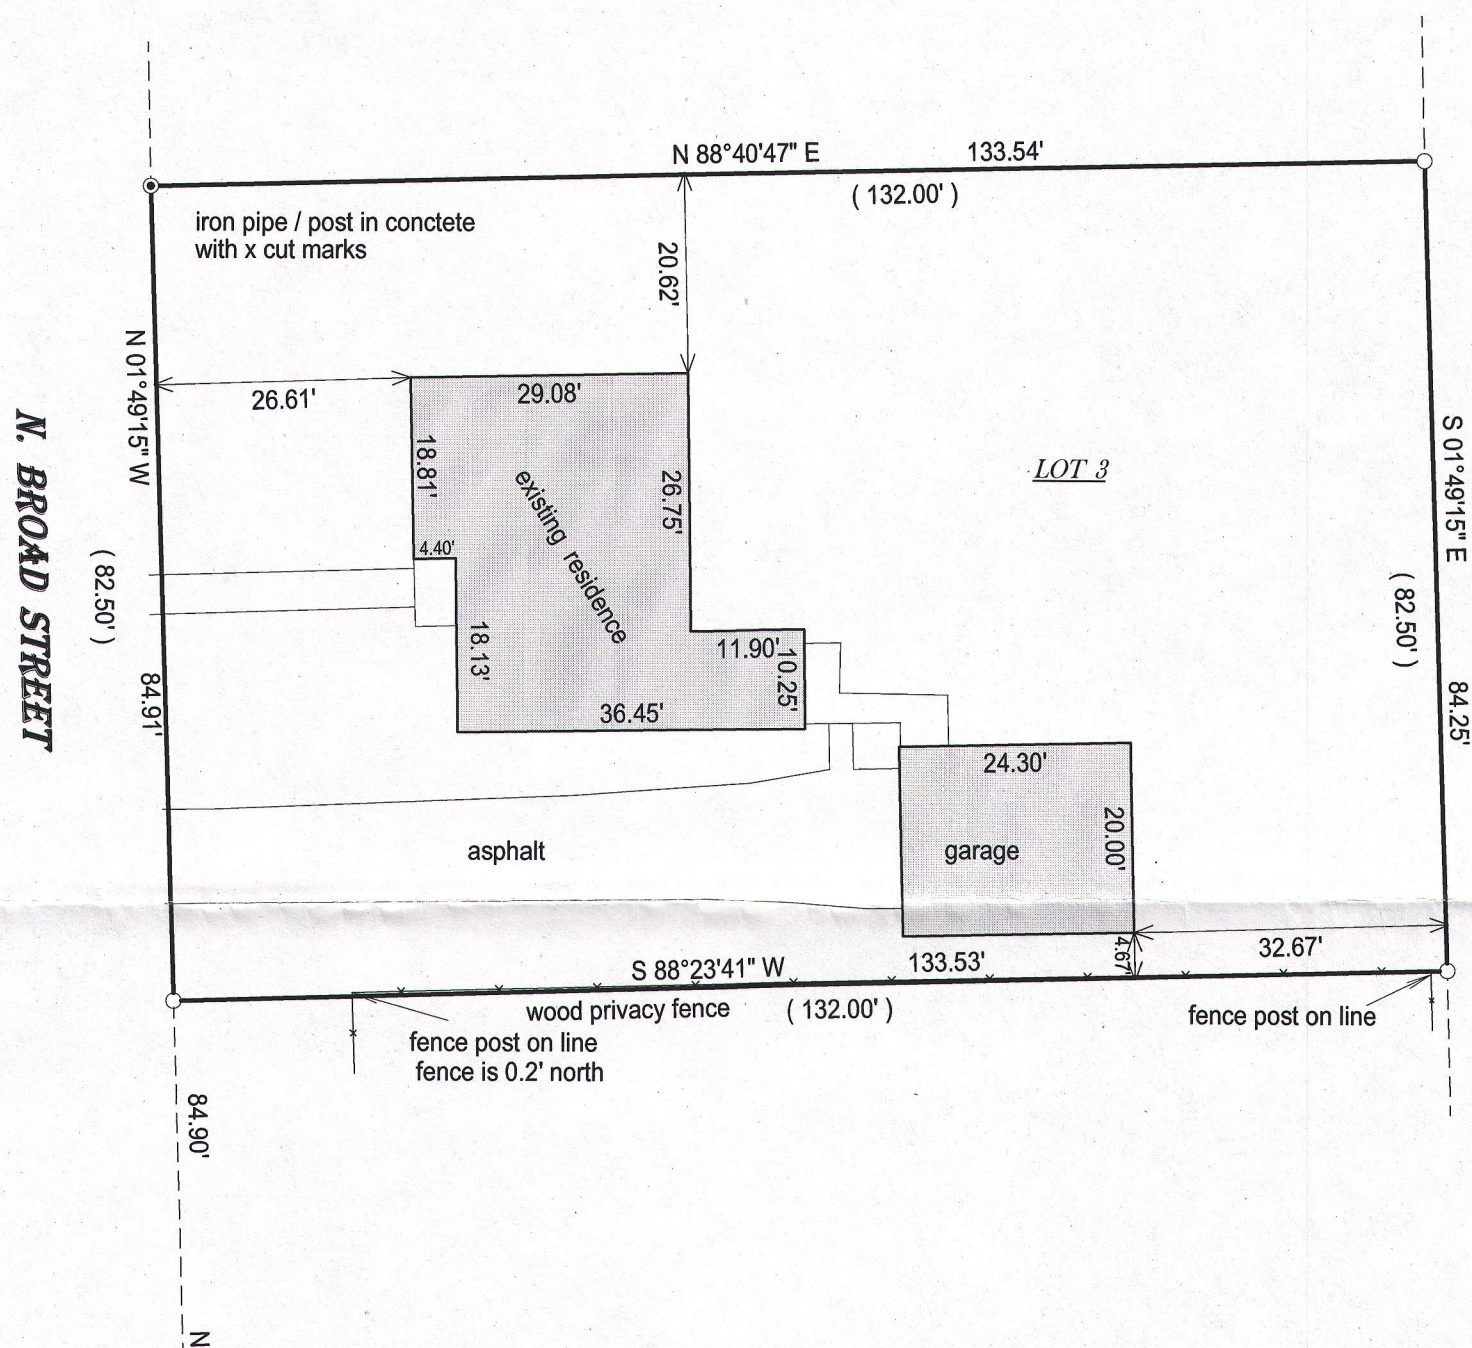 N 88°40'47" E 133.54'
( 132.00' )
iron pipe / post in conctete
with x cut marks
20.62'
N 01°49'15" W
26.61'
29.08'
18.81'
26.75'
existing residence
4.40'
18.13'
11.90'
10.25'
36.45'
LOT 3
S 01°49'15" E
( 82.50' )
84.25'
N. BROAD STREET
( 82.50' )
84.91'
24.30'
20.00'
garage
asphalt
4.67'
32.67'
S 88°23'41" W 133.53'
wood privacy fence ( 132.00' )
fence post on line
fence post on line
fence is 0.2' north
84.90'
N